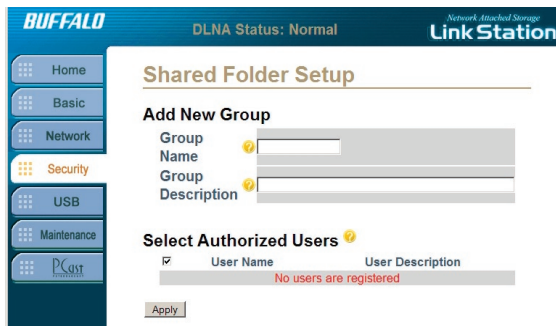 BUFFALO
DLNA Status: Normal
Network Attached Storage
LinkStation
Home
Basic
Network
Security
USB
Maintenance
PCast
Shared Folder Setup
Add New Group
Group Name
Group Description
Select Authorized Users
User Name User Description
No users are registered
Apply